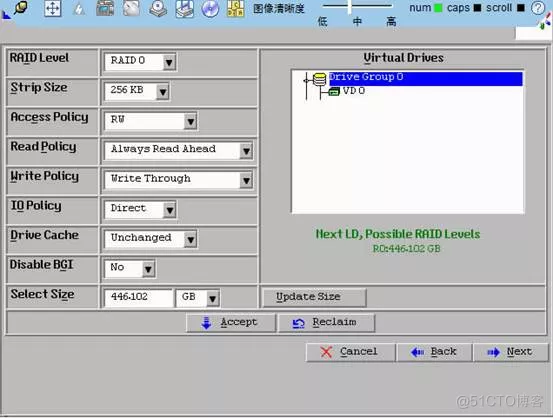 图像清晰度 低 中 高 num caps scroll
RAID Level RAID 0
Strip Size 256 KB
Access Policy RW
Read Policy Always Read Ahead
Write Policy Write Through
IO Policy Direct
Drive Cache Unchanged
Disable BGI No
Select Size 446.102 GB Update Size
Virtual Drives
Drive Group 0
VD 0
Next LD, Possible RAID Levels
R0:446.102 GB
Accept Reclaim
Cancel Back Next
@51CTO博客